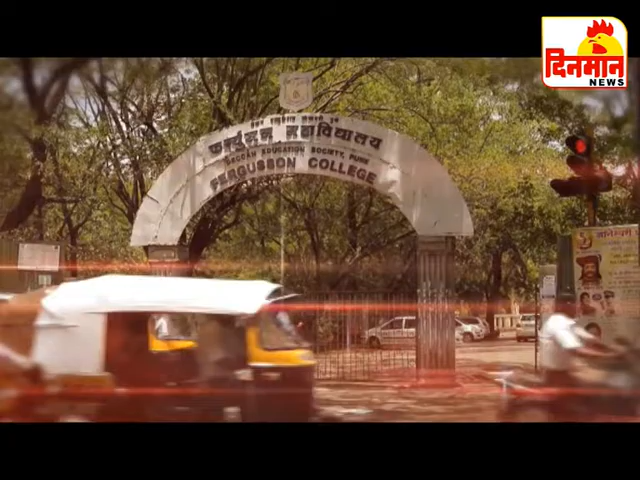 दिनमान
NEWS
फर्ग्युसन महाविद्यालय
DECCAN EDUCATION SOCIETY, PUNE
FERGUSSON COLLEGE